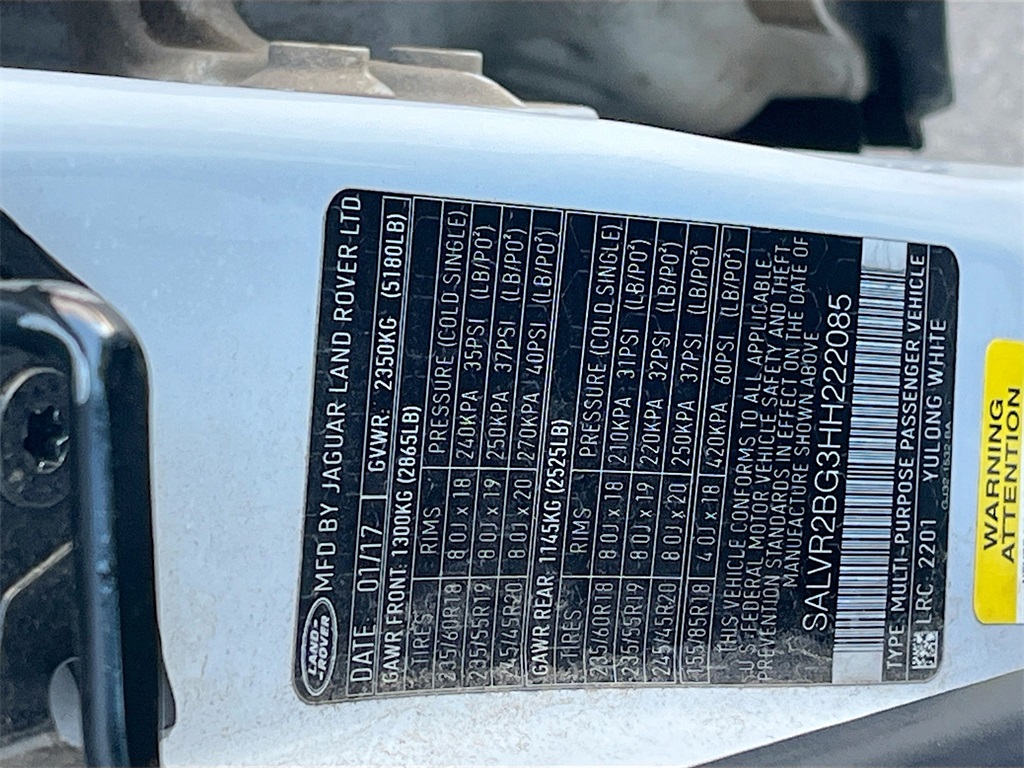 LAND-
-ROVER
MFD BY JAGUAR LAND ROVER LTD
DATE 01/17 GVWR: 2350KG (5180LB)
GAWR FRONT: 1300KG (2865LB)
TIRES RIMS PRESSURE (COLD SINGLE)
235/60R18 8.0J x 18 240KPA 35PSI (LB/PO²)
235/55R19 8.0J x 19 250KPA 37PSI (LB/PO²)
245/45R20 8.0J x 20 270KPA 40PSI (LB/PO²)
GAWR REAR: 1145KG (2525LB)
TIRES RIMS PRESSURE (COLD SINGLE)
235/60R18 8.0J x 18 210KPA 31PSI (LB/PO²)
235/55R19 8.0J x 19 220KPA 32PSI (LB/PO²)
245/45R20 8.0J x 20 250KPA 37PSI (LB/PO²)
155/85R18 4.0J x 18 420KPA 60PSI (LB/PO²)
THIS VEHICLE CONFORMS TO ALL APPLICABLE
U S FEDERAL MOTOR VEHICLE SAFETY AND THEFT
PREVENTION STANDARDS IN EFFECT ON THE DATE OF
MANUFACTURE SHOWN ABOVE
SALVR2BG3HH222085
TYPE: MULTI-PURPOSE PASSENGER VEHICLE
LRC: 2201 YULONG WHITE
WARNING
ATTENTION